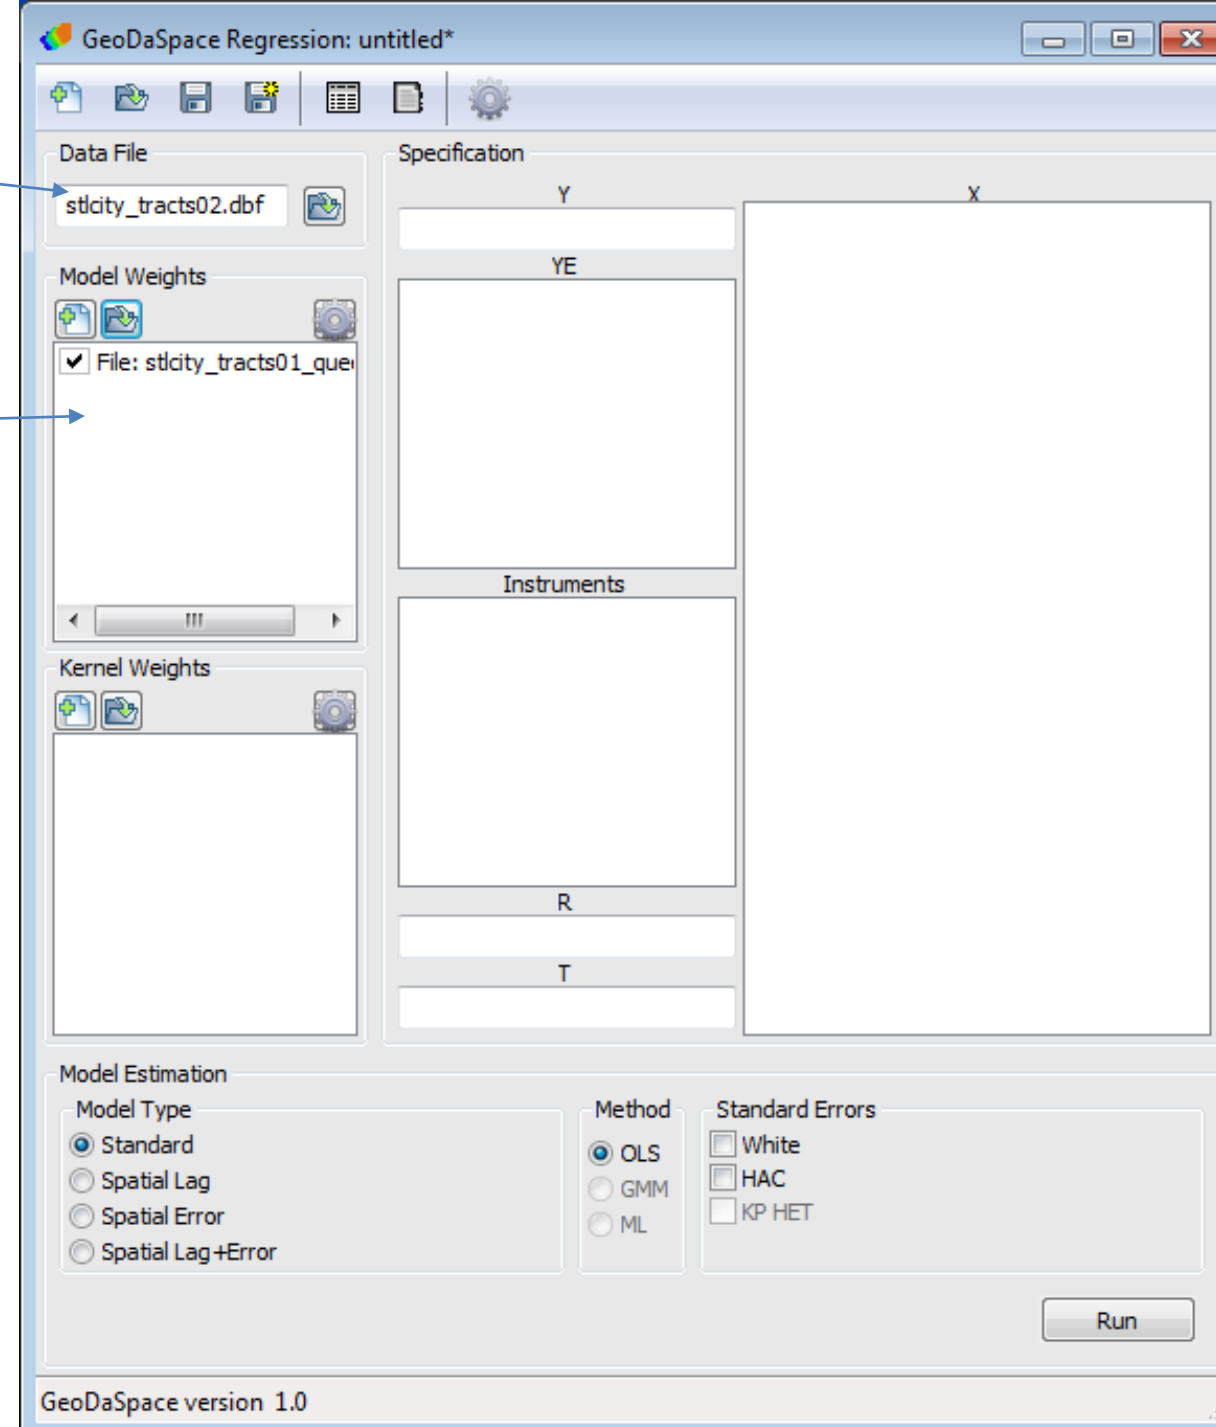 GeoDaSpace Regression: untitled*
Data File
stlcity_tracts02.dbf
Model Weights
File: stlcity_tracts01_que
Kernel Weights
Specification
Y
X
YE
Instruments
R
T
Model Estimation
Model Type
Standard
Spatial Lag
Spatial Error
Spatial Lag+Error
Method
OLS
GMM
ML
Standard Errors
White
HAC
KP HET
Run
GeoDaSpace version 1.0